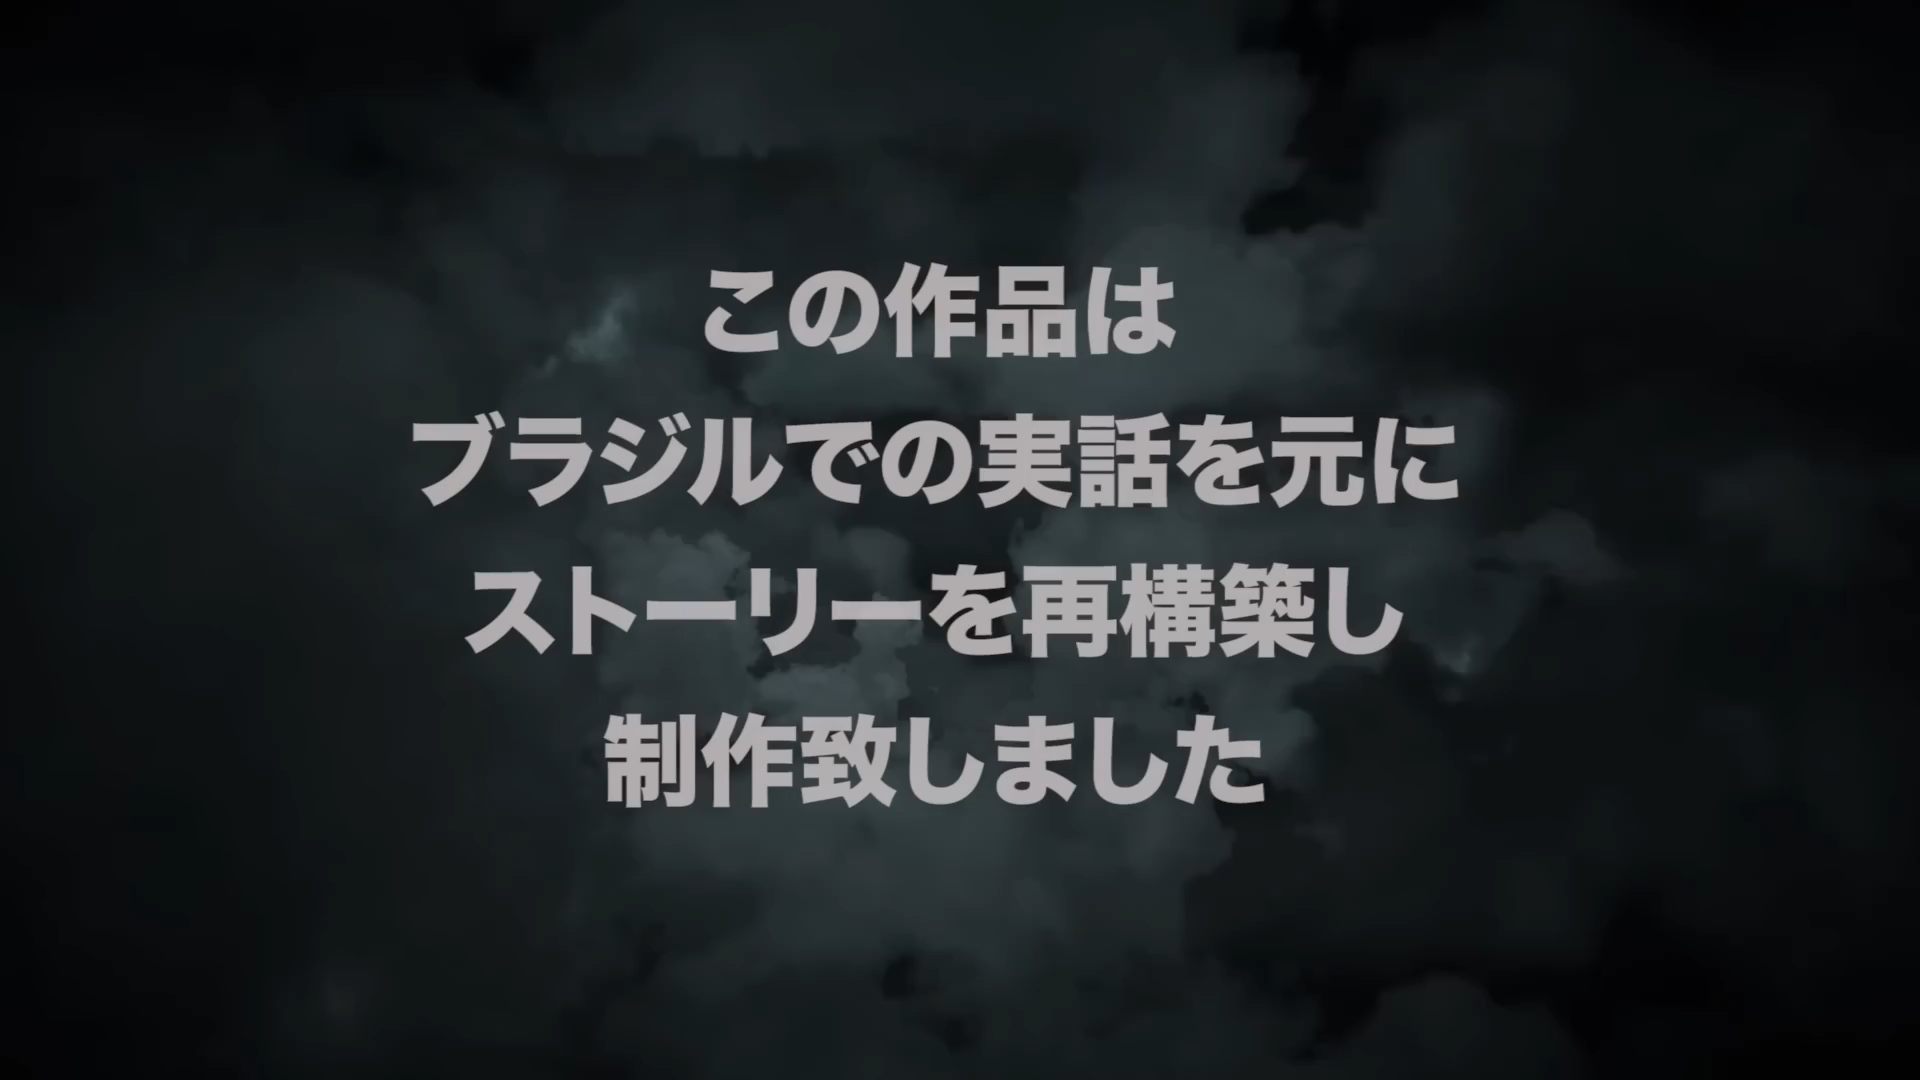 この作品は
ブラジルでの実話を元に
ストーリーを再構築し
制作致しました